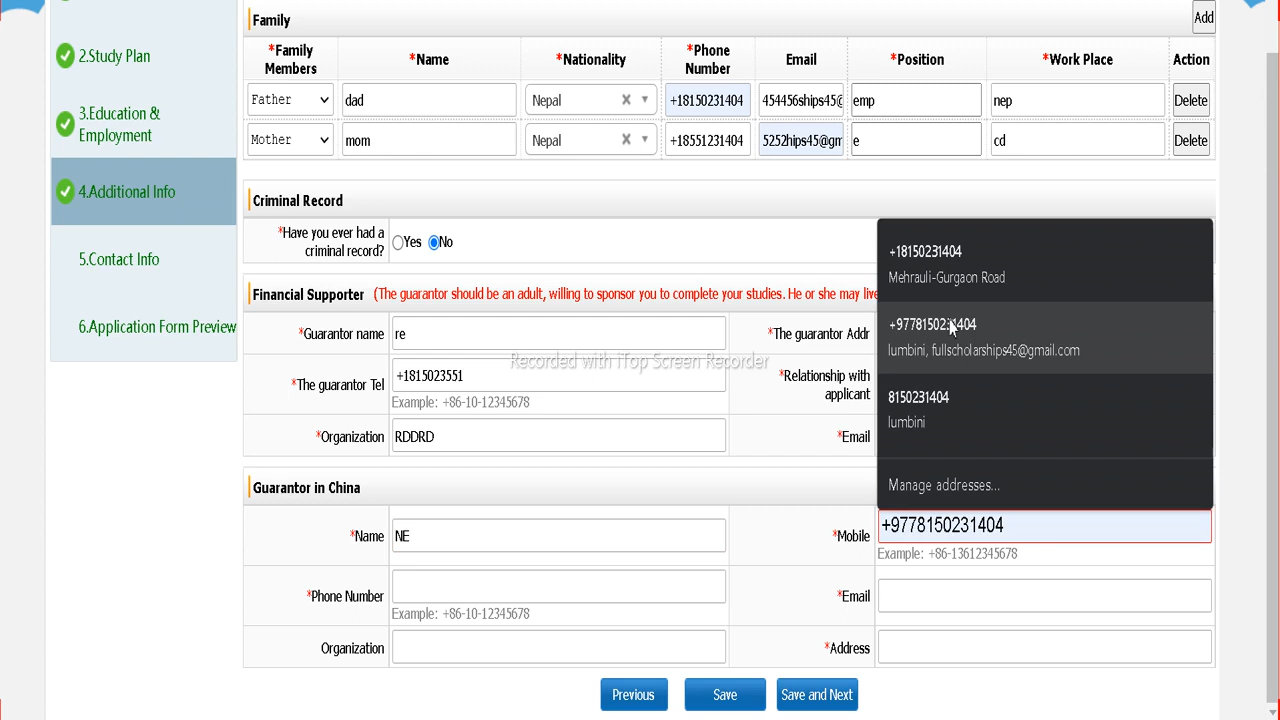 Family
Add
*Family Members
*Name
*Nationality
*Phone Number
Email
*Position
*Work Place
Action
Father
dad
Nepal
+18150231404
454456ships45@
emp
nep
Delete
Mother
mom
Nepal
+18551231404
5252hips45@gm
e
cd
Delete
2.Study Plan
3.Education &
Employment
4.Additional Info
5.Contact Info
6.Application Form Preview
Criminal Record
*Have you ever had a
criminal record?
Yes
No
Financial Supporter (The guarantor should be an adult, willing to sponsor you to complete your studies. He or she may live
*Guarantor name
re
*The guarantor Addr
*The guarantor Tel
+1815023551
Example: +86-10-12345678
*Relationship with
applicant
*Organization
RDDRD
*Email
+18150231404
Mehrauli-Gurgaon Road
+9778150231404
lumbini, fullscholarships45@gmail.com
8150231404
lumbini
Manage addresses...
Recorded with iTop Screen Recorder
Guarantor in China
*Name
NE
*Mobile
+9778150231404
Example: +86-13612345678
*Phone Number
Example: +86-10-12345678
*Email
Organization
*Address
Previous
Save
Save and Next